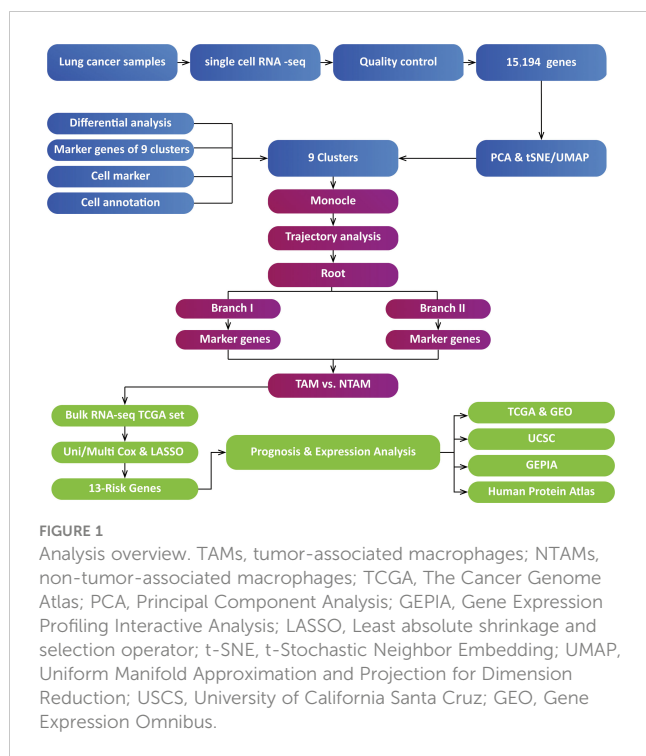 Lung cancer samples
single cell RNA -seq
Quality control
15,194 genes
Differential analysis
Marker genes of 9 clusters
Cell marker
Cell annotation
9 Clusters
PCA & tSNE/UMAP
Monocle
Trajectory analysis
Root
Branch I
Branch II
Marker genes
Marker genes
TAM vs. NTAM
Bulk RNA-seq TCGA set
Uni/Multi Cox & LASSO
13-Risk Genes
Prognosis & Expression Analysis
TCGA & GEO
UCSC
GEPIA
Human Protein Atlas
FIGURE 1
Analysis overview. TAMs, tumor-associated macrophages; NTAMs,
non-tumor-associated macrophages; TCGA, The Cancer Genome
Atlas; PCA, Principal Component Analysis; GEPIA, Gene Expression
Profiling Interactive Analysis; LASSO, Least absolute shrinkage and
selection operator; t-SNE, t-Stochastic Neighbor Embedding; UMAP,
Uniform Manifold Approximation and Projection for Dimension
Reduction; USCS, University of California Santa Cruz; GEO, Gene
Expression Omnibus.